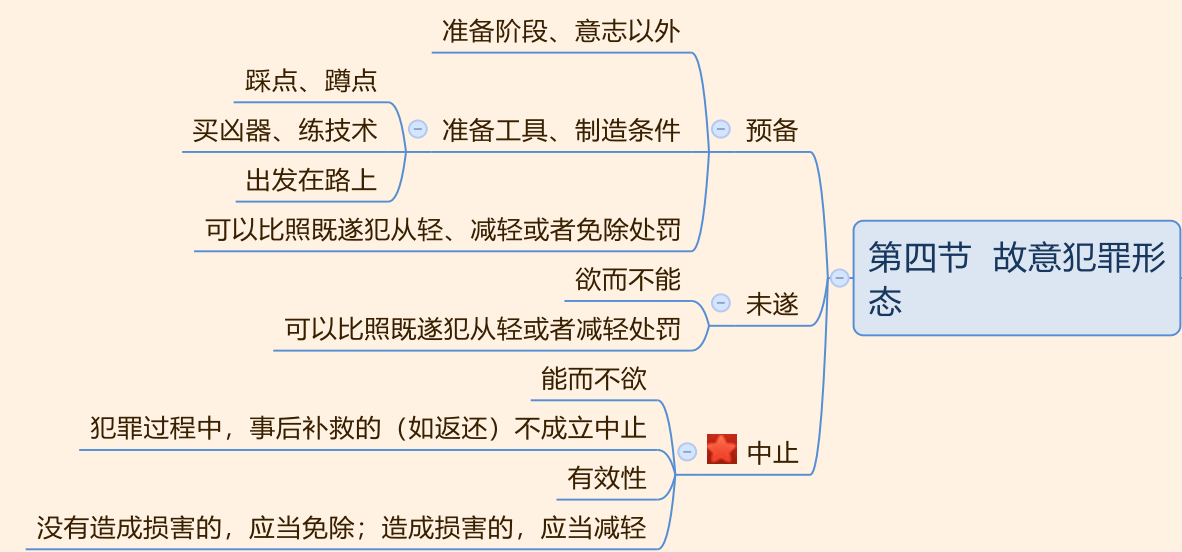 准备阶段、意志以外
踩点、蹲点
买凶器、练技术
准备工具、制造条件
预备
出发在路上
可以比照既遂犯从轻、减轻或者免除处罚
第四节 故意犯罪形
态
欲而不能
未遂
可以比照既遂犯从轻或者减轻处罚
能而不欲
犯罪过程中，事后补救的（如返还）不成立中止
中止
有效性
没有造成损害的，应当免除；造成损害的，应当减轻